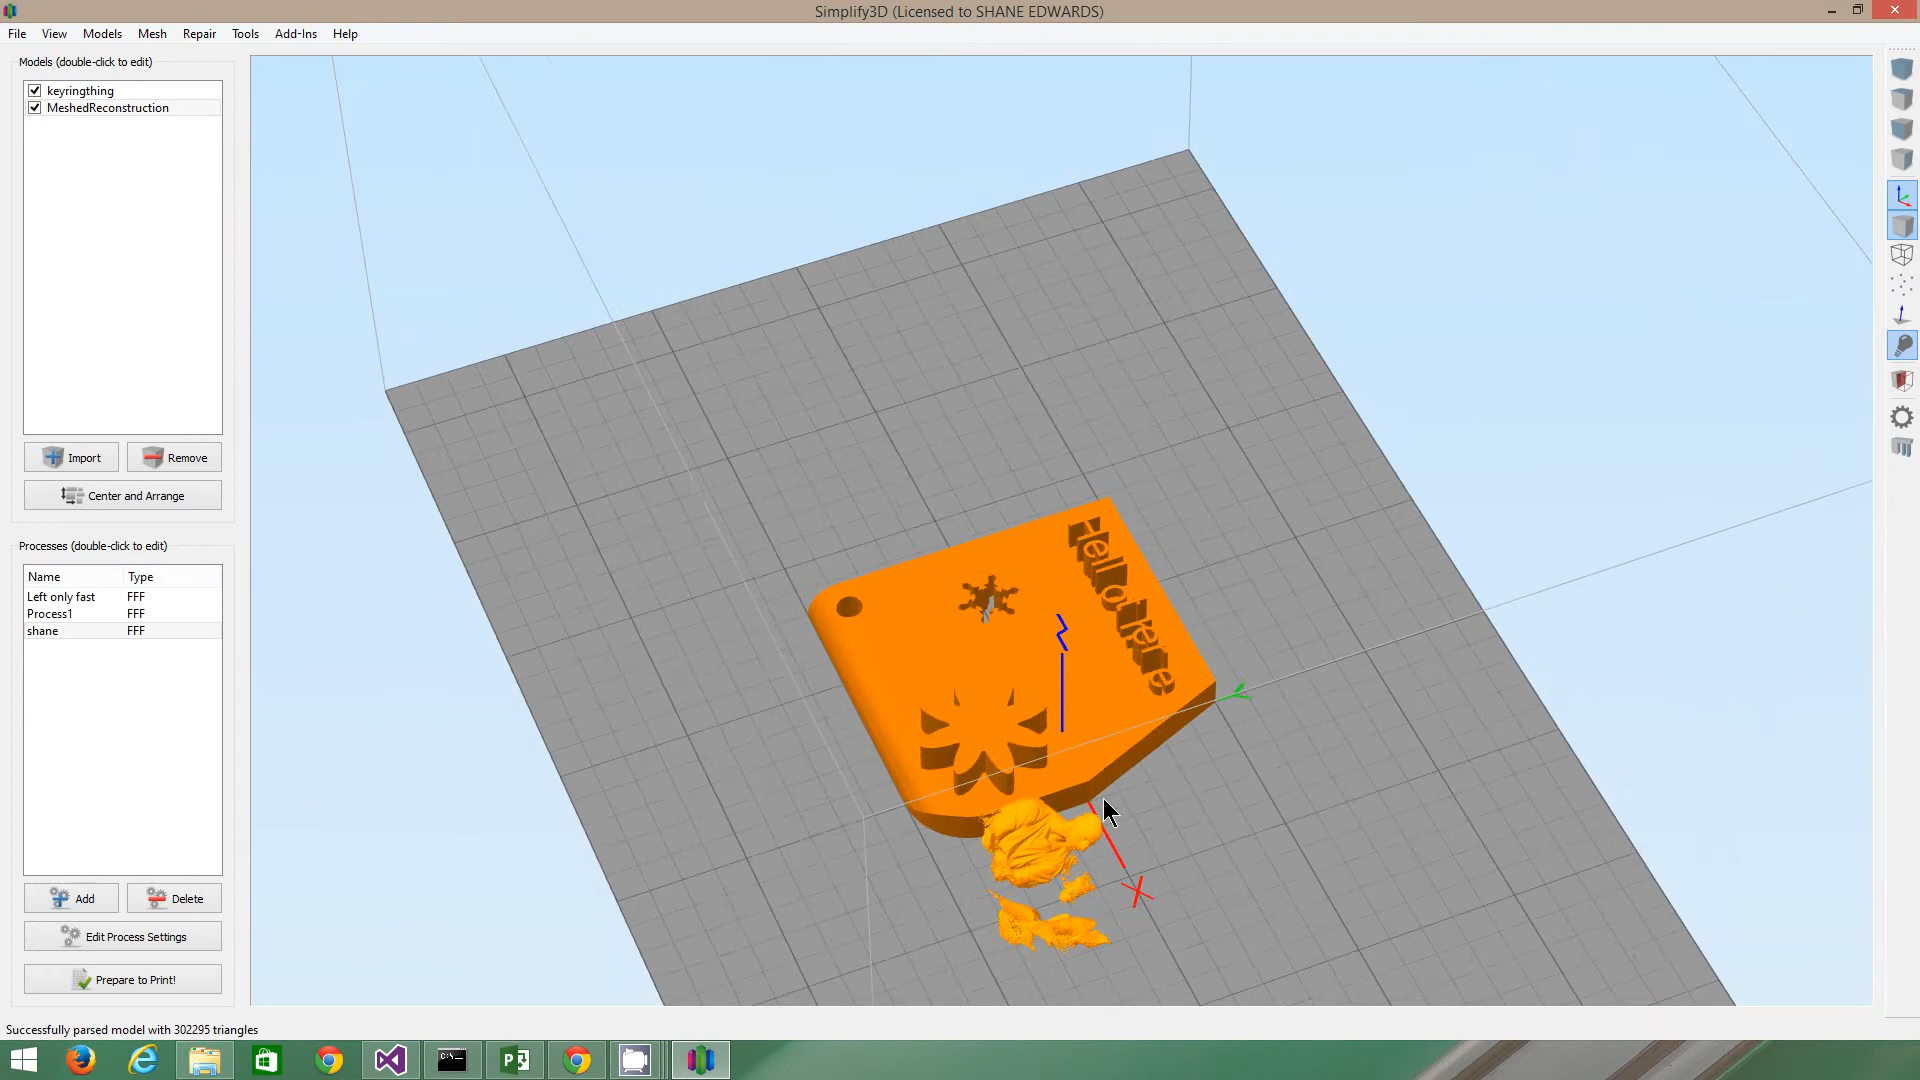 Simplify3D (Licensed to SHANE EDWARDS)
File View Models Mesh Repair Tools Add-Ins Help
Models (double-click to edit)
keyringthing
MeshedReconstruction
Import Remove
Center and Arrange
Processes (double-click to edit)
Name Type
Left only fast FFF
Process1 FFF
shane FFF
Add Delete
Edit Process Settings
Prepare to Print!
Hello there
X
Successfully parsed model with 302295 triangles